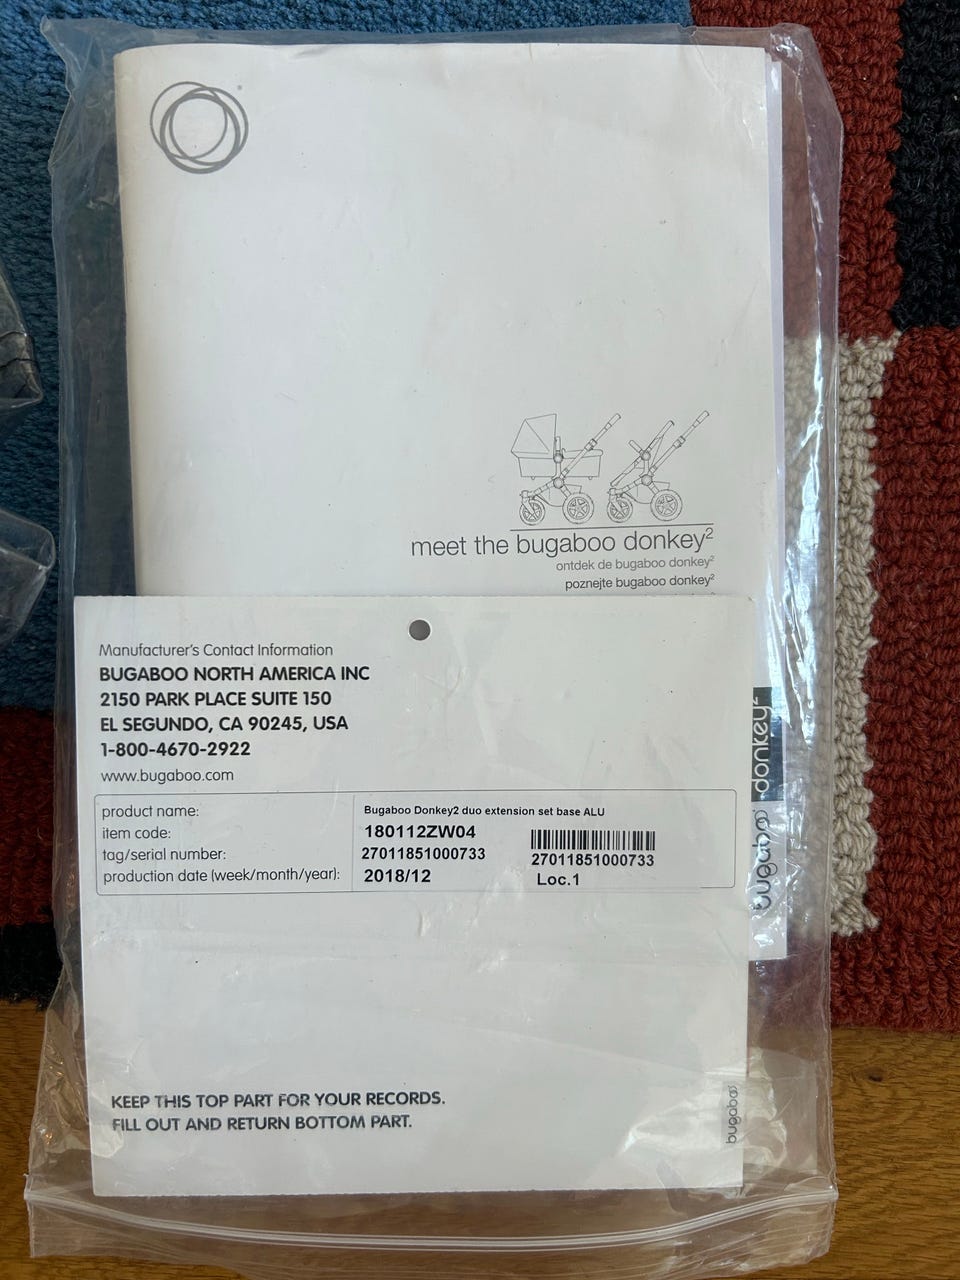 meet the bugaboo donkey²
ontdek de bugaboo donkey²
poznejte bugaboo donkey²
Manufacturer's Contact Information
BUGABOO NORTH AMERICA INC
2150 PARK PLACE SUITE 150
EL SEGUNDO, CA 90245, USA
1-800-4670-2922
www.bugaboo.com
product name: Bugaboo Donkey2 duo extension set base ALU
item code: 180112ZW04
tag/serial number: 27011851000733 27011851000733
production date (week/month/year): 2018/12 Loc.1
bugaboo donkey²
KEEP THIS TOP PART FOR YOUR RECORDS.
FILL OUT AND RETURN BOTTOM PART.
bugaboo